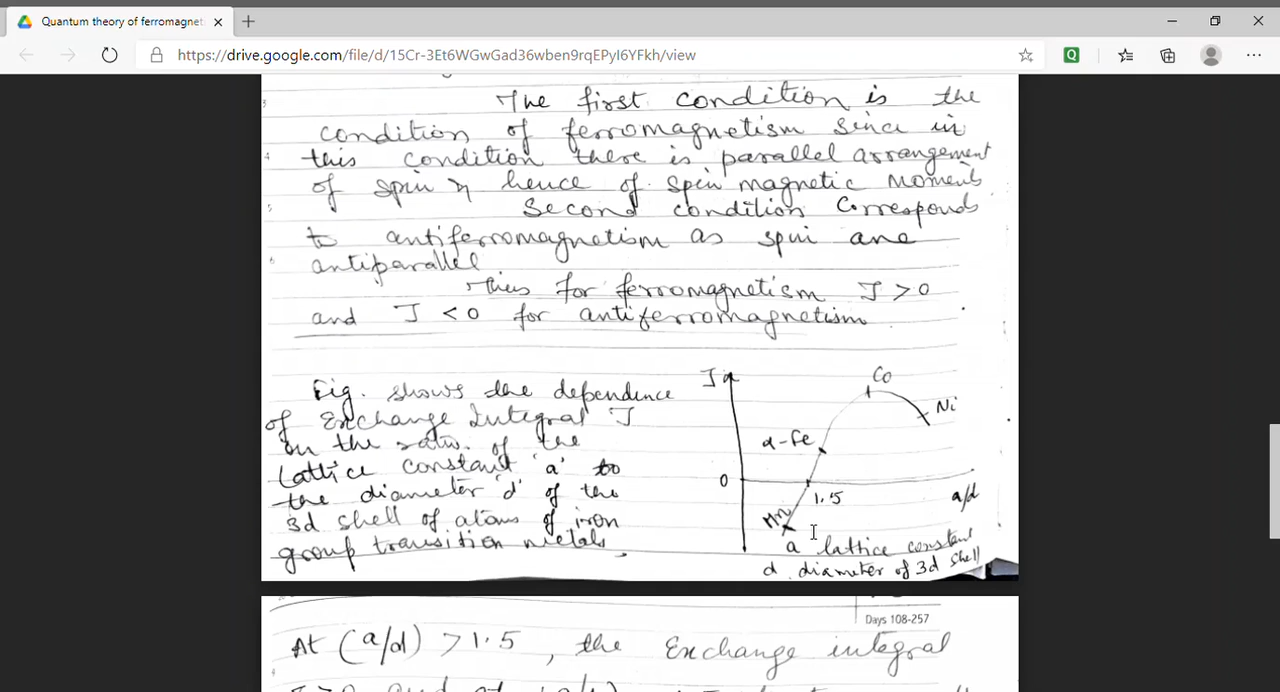 Quantum theory of ferromagnet
https://drive.google.com/file/d/15Cr-3Et6WGwGad36wben9rqEPyI6YFkh/view
The first condition is the
condition of ferromagnetism since in
this condition there is parallel arrangement
of spin & hence of spin magnetic moments
Second condition Corresponds
to antiferromagnetism as spin are
antiparallel
Thus for ferromagnetism J > 0
and J < 0 for antiferromagnetism
Fig. shows the dependence
of Exchange Integral J
on the ratio of the
Lattice constant 'a' to
the diameter 'd' of the
3d shell of atoms of iron
group transition metals.
J
Co
Ni
α-Fe
0
1.5
a/d
Mn
a lattice constant
d. diameter of 3d shell
Days 108-257
At (a/d) > 1.5, the Exchange integral